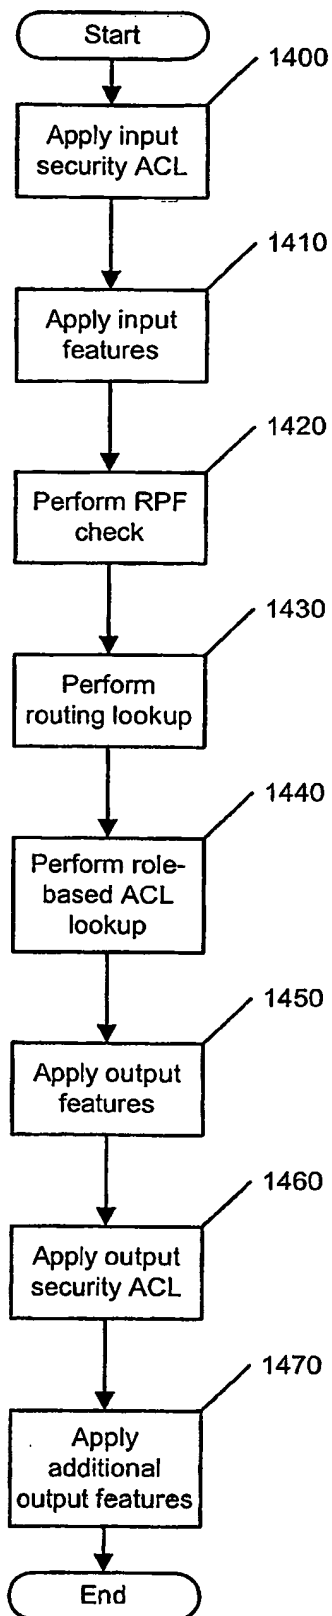 Start
1400
Apply input
security ACL
1410
Apply input
features
1420
Perform RPF
check
1430
Perform
routing lookup
1440
Perform role-
based ACL
lookup
1450
Apply output
features
1460
Apply output
security ACL
1470
Apply
additional
output features
End